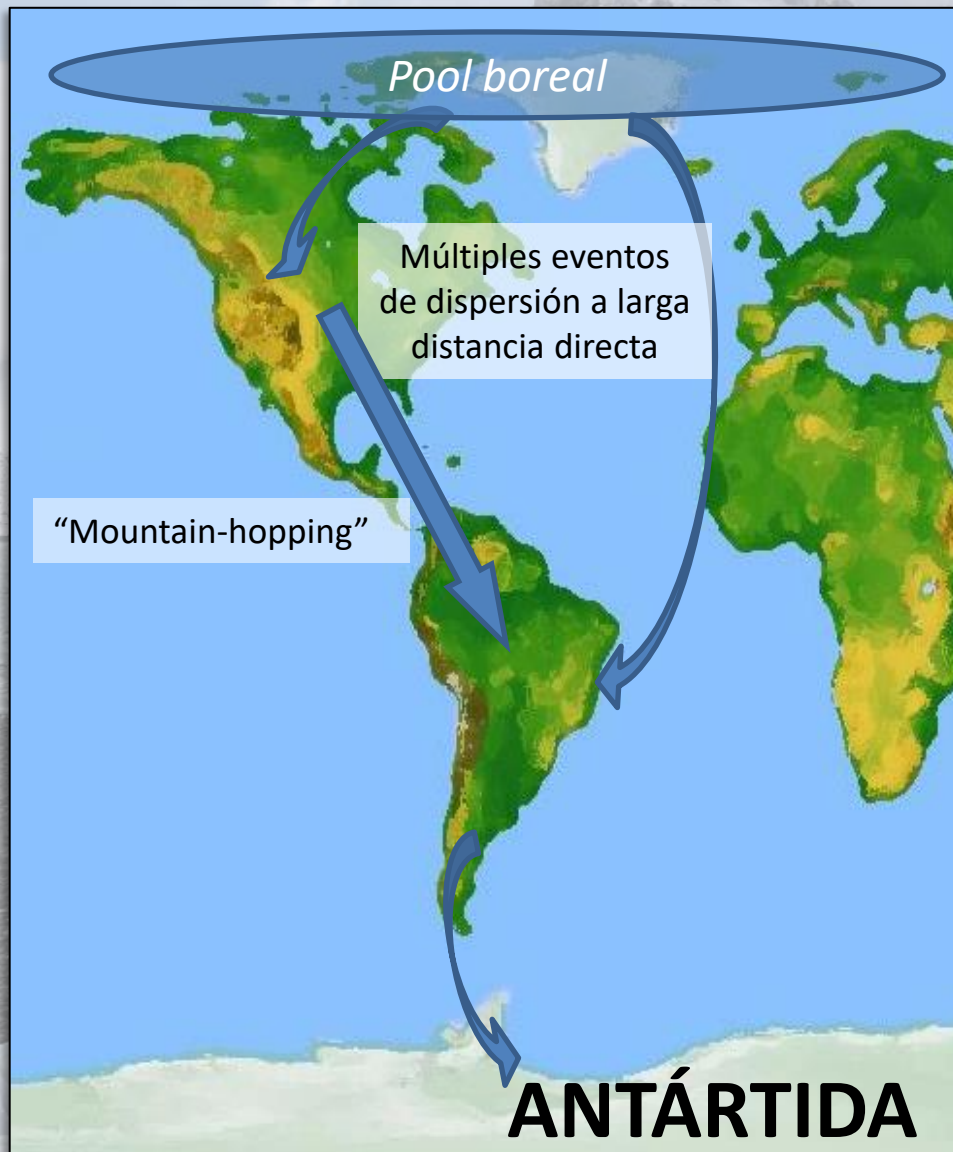 Pool boreal
Múltiples eventos
de dispersión a larga
distancia directa
“Mountain-hopping”
ANTÁRTIDA